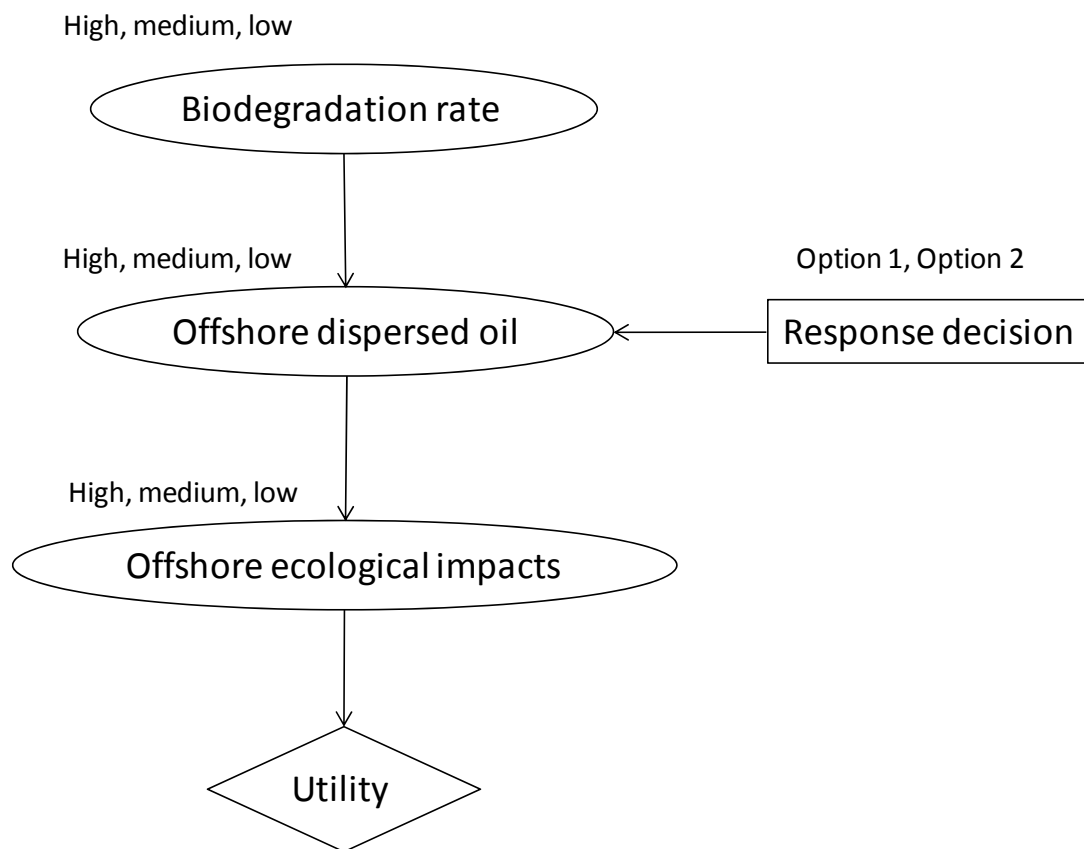 High, medium, low
Biodegradation rate
High, medium, low
Option 1, Option 2
Offshore dispersed oil
Response decision
High, medium, low
Offshore ecological impacts
Utility